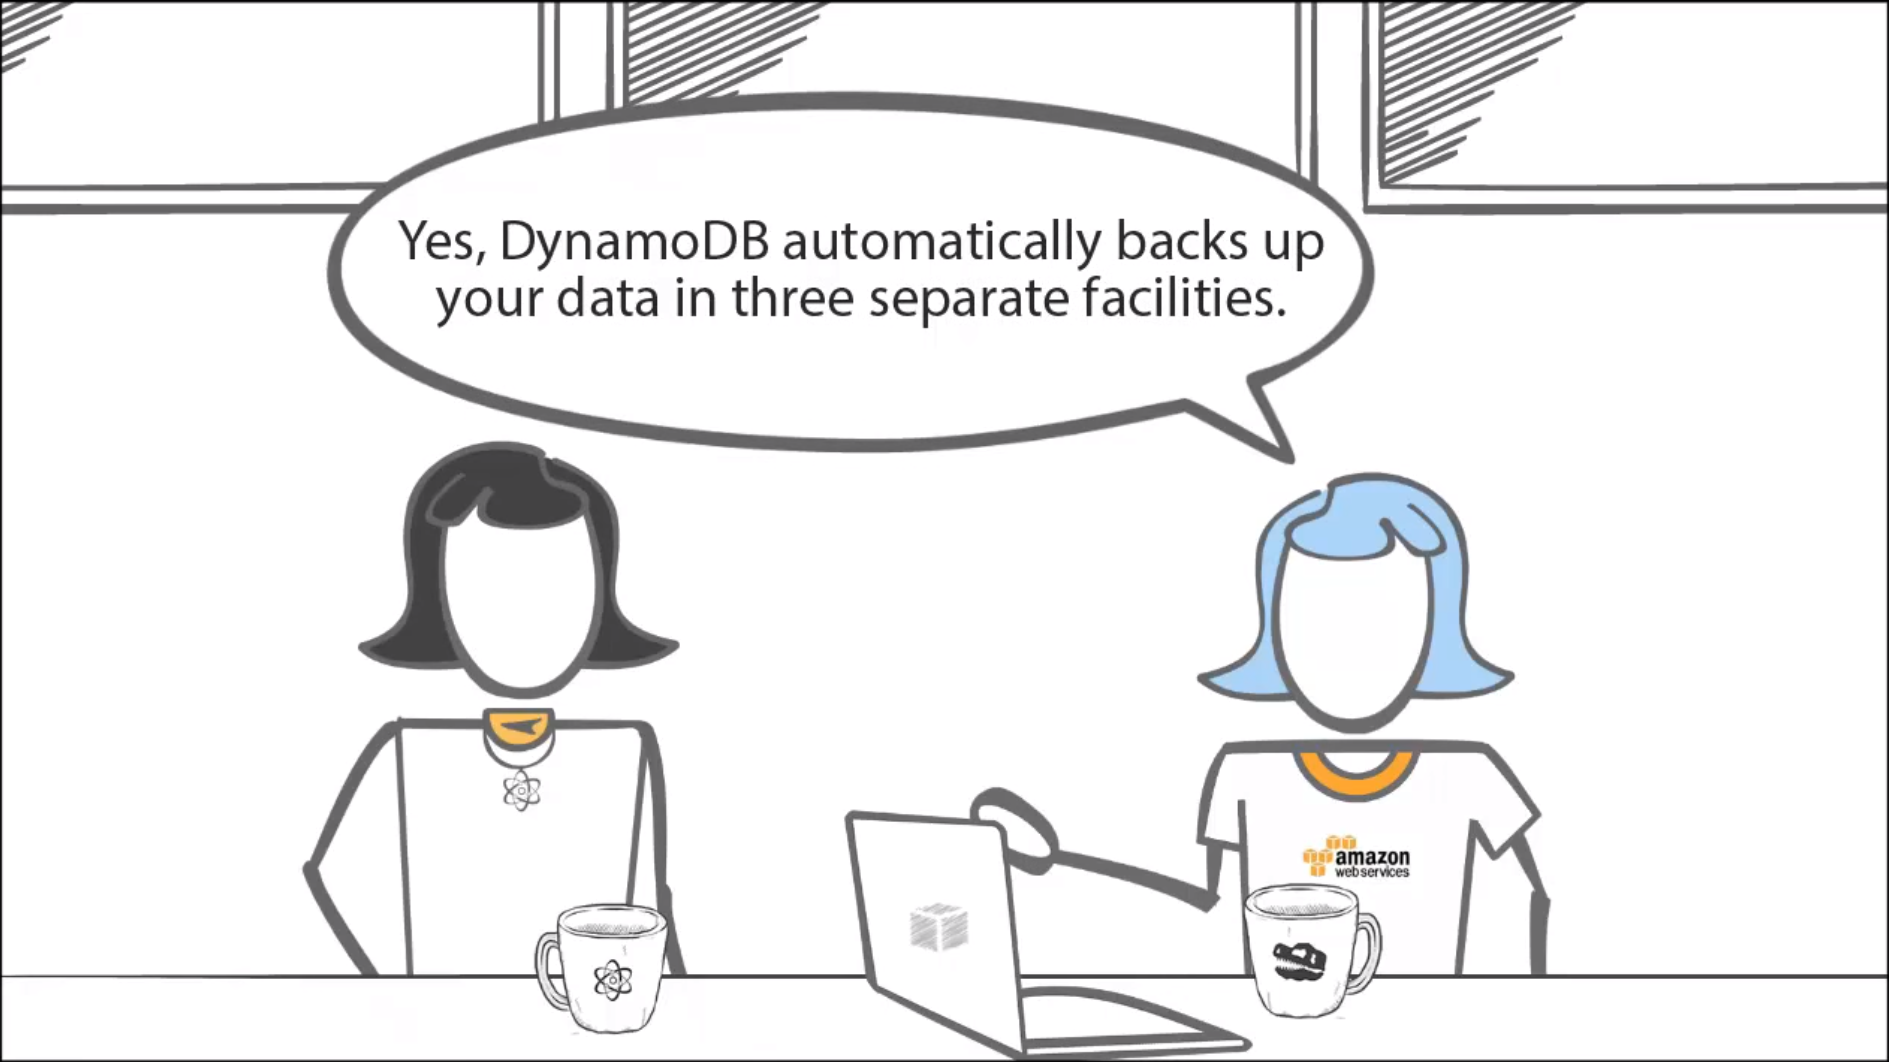 Yes, DynamoDB automatically backs up
your data in three separate facilities.
amazon
webservices